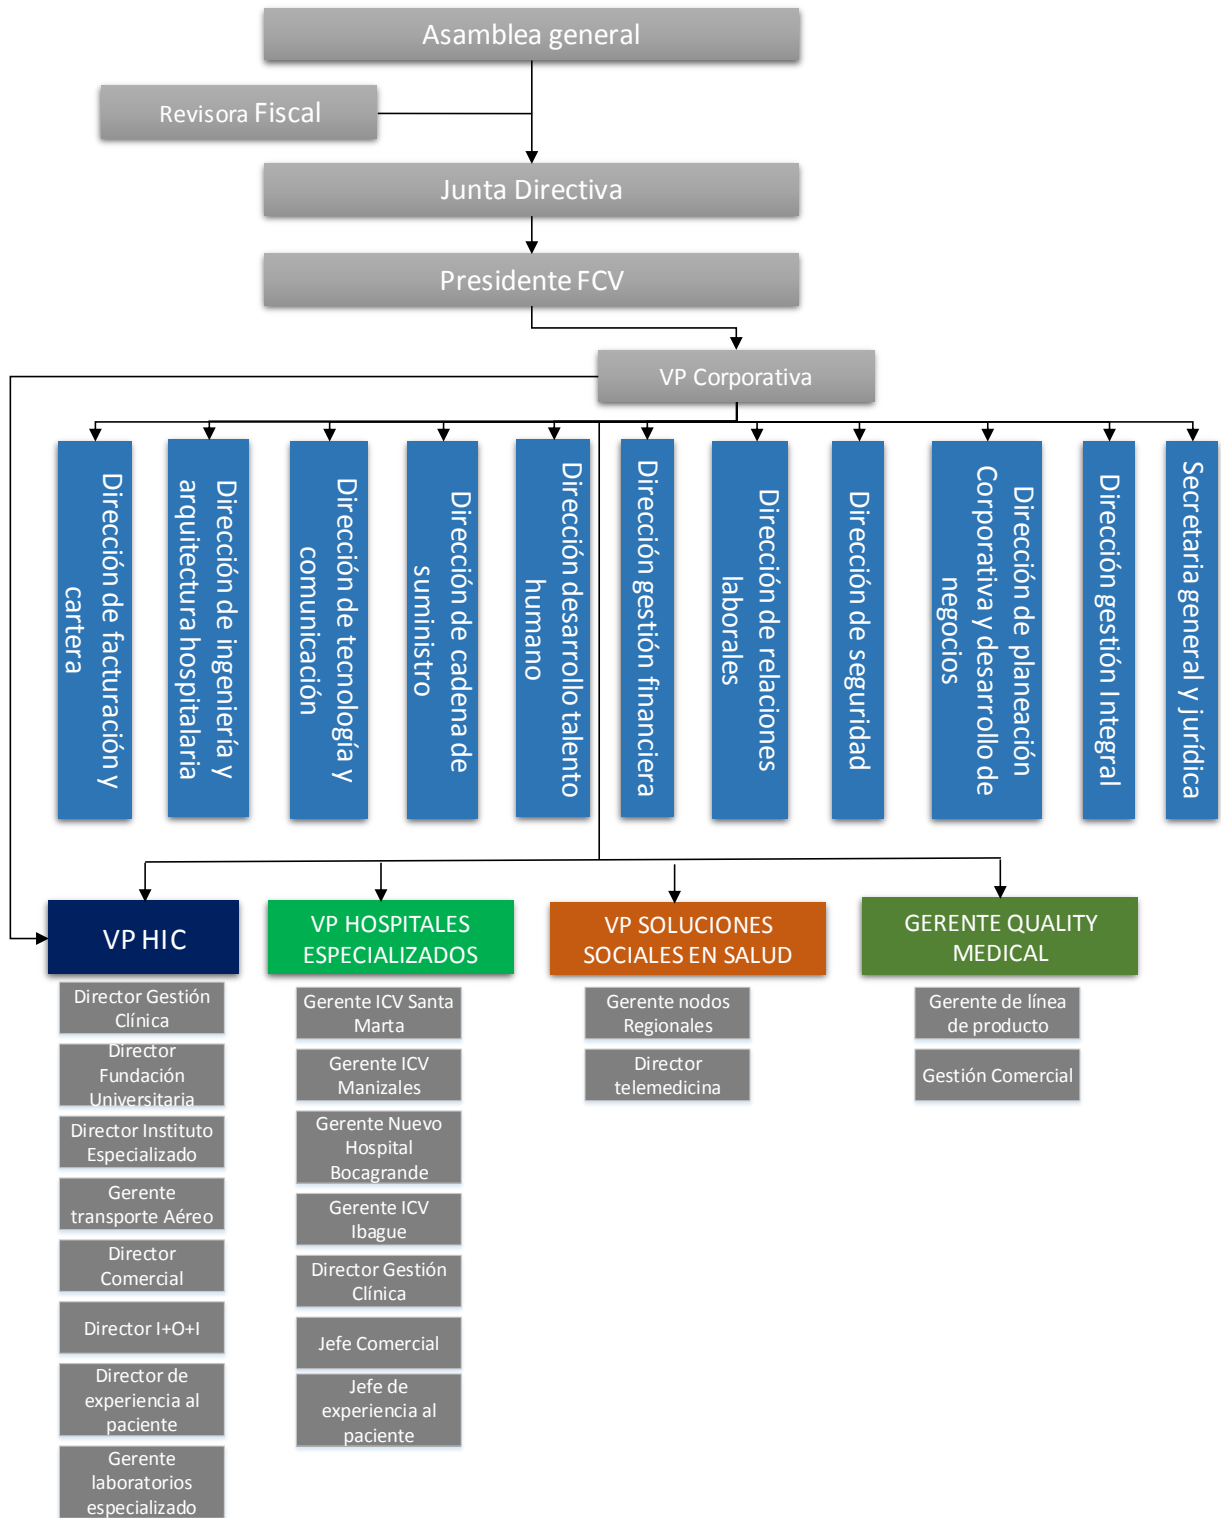 Asamblea general
Revisora Fiscal
Junta Directiva
Presidente FCV
VP Corporativa
Dirección de facturación y
cartera
Dirección de ingeniería y
arquitectura hospitalaria
Dirección de tecnología y
comunicación
Dirección de cadena de
suministro
Dirección desarrollo talento
humano
Dirección gestión financiera
Dirección de relaciones
laborales
Dirección de seguridad
Dirección de planeación
Corporativa y desarrollo de
negocios
Dirección gestión Integral
Secretaria general y jurídica
VP HIC
Director Gestión
Clínica
Director
Fundación
Universitaria
Director Instituto
Especializado
Gerente
transporte Aéreo
Director
Comercial
Director I+O+I
Director de
experiencia al
paciente
Gerente
laboratorios
especializado
VP HOSPITALES
ESPECIALIZADOS
Gerente ICV Santa
Marta
Gerente ICV
Manizales
Gerente Nuevo
Hospital
Bocagrande
Gerente ICV
Ibague
Director Gestión
Clínica
Jefe Comercial
Jefe de
experiencia al
paciente
VP SOLUCIONES
SOCIALES EN SALUD
Gerente nodos
Regionales
Director
telemedicina
GERENTE QUALITY
MEDICAL
Gerente de línea
de producto
Gestión Comercial